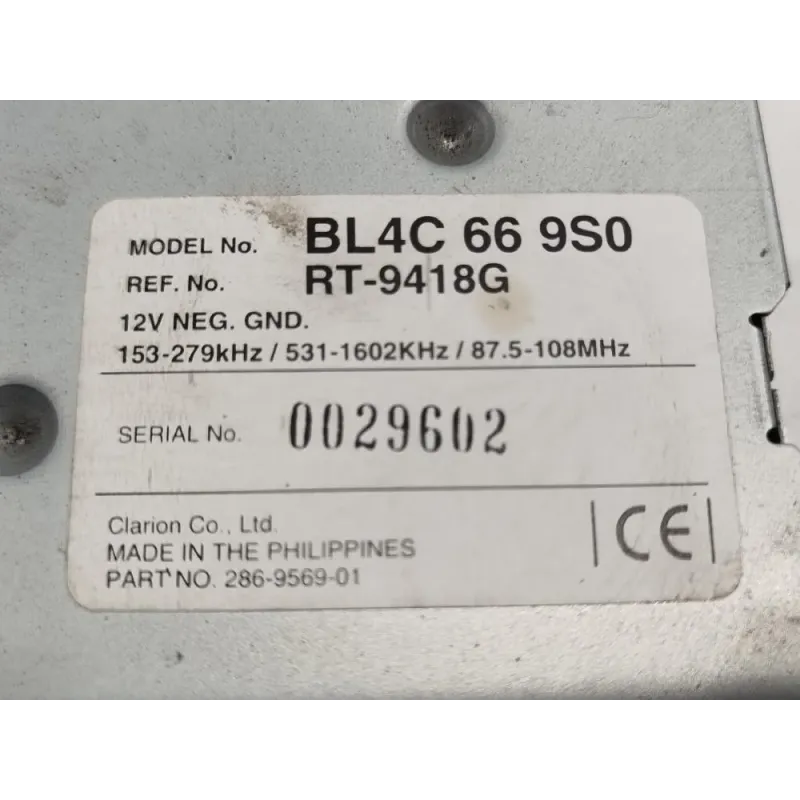 MODEL No. BL4C 66 9S0
REF. No. RT-9418G
12V NEG. GND.
153-279kHz / 531-1602KHz / 87.5-108MHz
SERIAL No. 0029602
Clarion Co., Ltd.
MADE IN THE PHILIPPINES
PART NO. 286-9569-01
CE